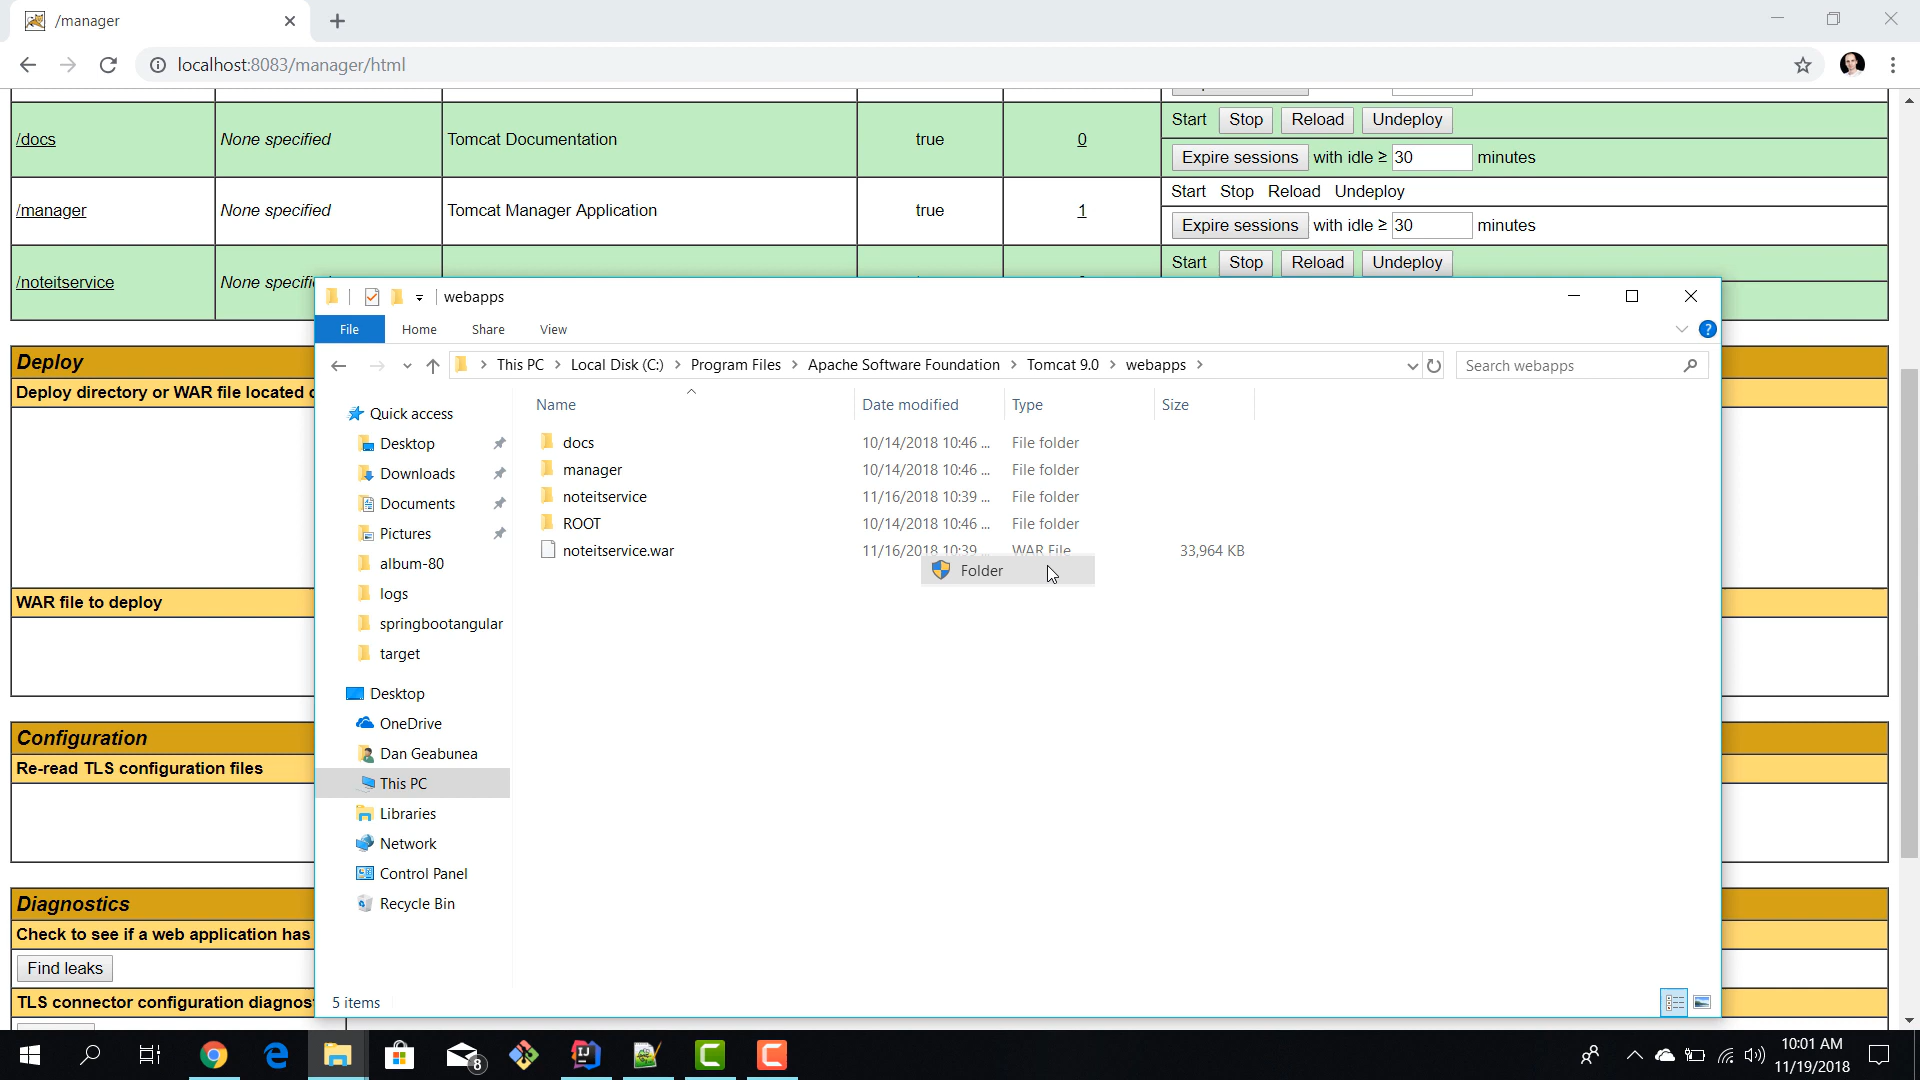 /manager
localhost:8083/manager/html
/docs None specified Tomcat Documentation true 0 Start Stop Reload Undeploy
Expire sessions with idle ≥ 30 minutes
/manager None specified Tomcat Manager Application true 1 Start Stop Reload Undeploy
Expire sessions with idle ≥ 30 minutes
/noteitservice None specifi Start Stop Reload Undeploy
webapps
File Home Share View
This PC Local Disk (C:) Program Files Apache Software Foundation Tomcat 9.0 webapps
Search webapps
Name Date modified Type Size
docs 10/14/2018 10:46 ... File folder
manager 10/14/2018 10:46 ... File folder
noteitservice 11/16/2018 10:39 ... File folder
ROOT 10/14/2018 10:46 ... File folder
noteitservice.war 11/16/2018 10:39 WAR File 33,964 KB
Folder
Quick access
Desktop
Downloads
Documents
Pictures
album-80
logs
springbootangular
target
Desktop
OneDrive
Dan Geabunea
This PC
Libraries
Network
Control Panel
Recycle Bin
5 items
Deploy
Deploy directory or WAR file located
WAR file to deploy
Configuration
Re-read TLS configuration files
Diagnostics
Check to see if a web application has
Find leaks
TLS connector configuration diagnos
8
10:01 AM
11/19/2018